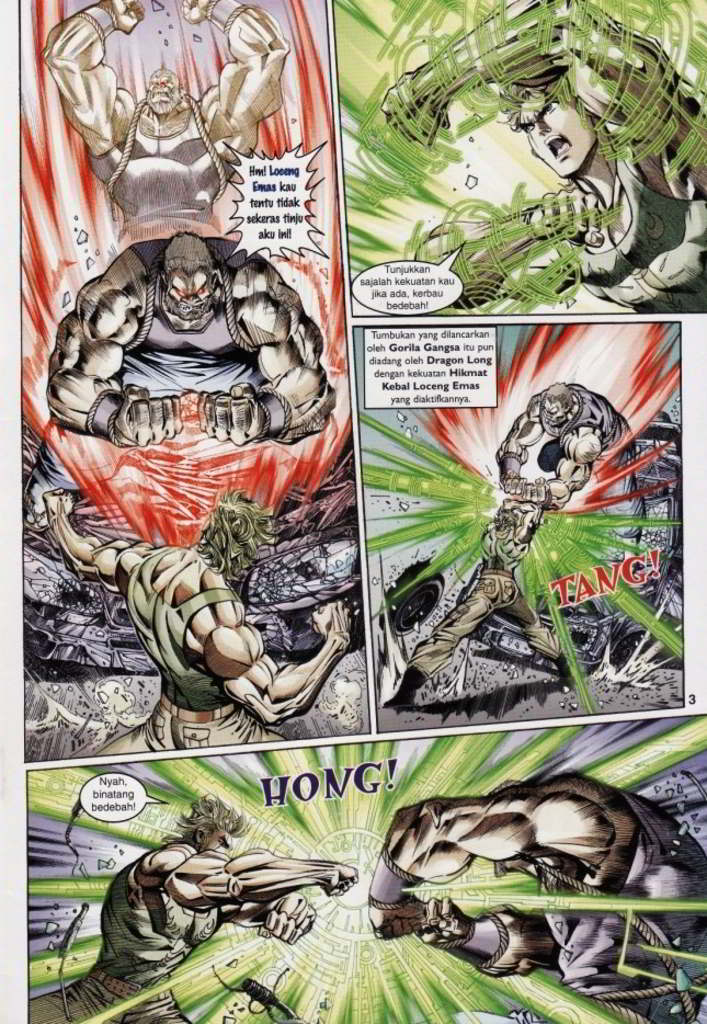 Hm! Loceng
Emas kau
tentu tidak
sekeras tinju
aku ini!
Tunjukkan
sajalah kekuatan kau
jika ada, kerbau
bedebah!
Tumbukan yang dilancarkan
oleh Gorila Gangsa itu pun
diadang oleh Dragon Long
dengan kekuatan Hikmat
Kebal Loceng Emas
yang diaktifkannya.
TANG!
3
Nyah,
binatang
bedebah!
HONG!